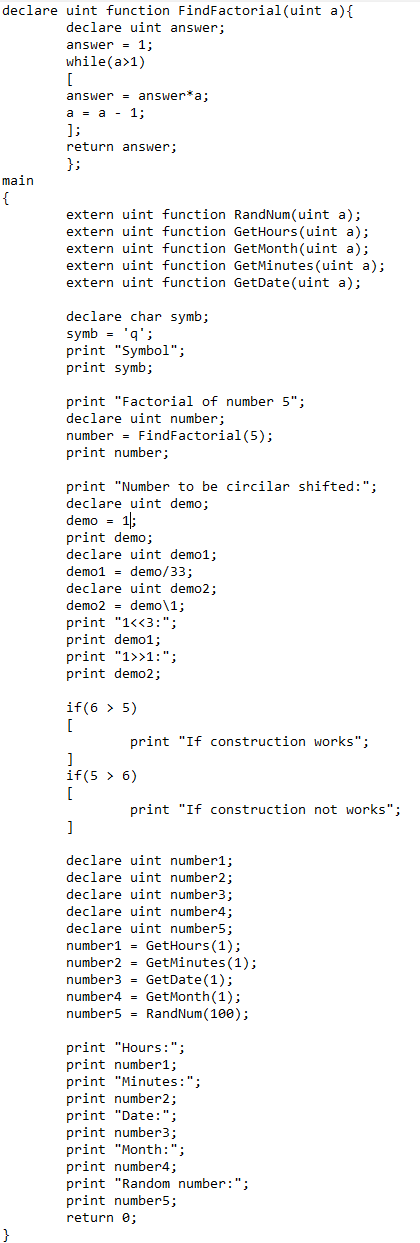 declare uint function FindFactorial(uint a){
declare uint answer;
answer = 1;
while(a>1)
[
answer = answer*a;
a = a - 1;
];
return answer;
};
main
{
extern uint function RandNum(uint a);
extern uint function GetHours(uint a);
extern uint function GetMonth(uint a);
extern uint function GetMinutes(uint a);
extern uint function GetDate(uint a);
declare char symb;
symb = 'q';
print "Symbol";
print symb;
print "Factorial of number 5";
declare uint number;
number = FindFactorial(5);
print number;
print "Number to be circilar shifted:";
declare uint demo;
demo = 1;
print demo;
declare uint demo1;
demo1 = demo/33;
declare uint demo2;
demo2 = demo\1;
print "1<<3:";
print demo1;
print "1>>1:";
print demo2;
if(6 > 5)
[
print "If construction works";
]
if(5 > 6)
[
print "If construction not works";
]
declare uint number1;
declare uint number2;
declare uint number3;
declare uint number4;
declare uint number5;
number1 = GetHours(1);
number2 = GetMinutes(1);
number3 = GetDate(1);
number4 = GetMonth(1);
number5 = RandNum(100);
print "Hours:";
print number1;
print "Minutes:";
print number2;
print "Date:";
print number3;
print "Month:";
print number4;
print "Random number:";
print number5;
return 0;
}